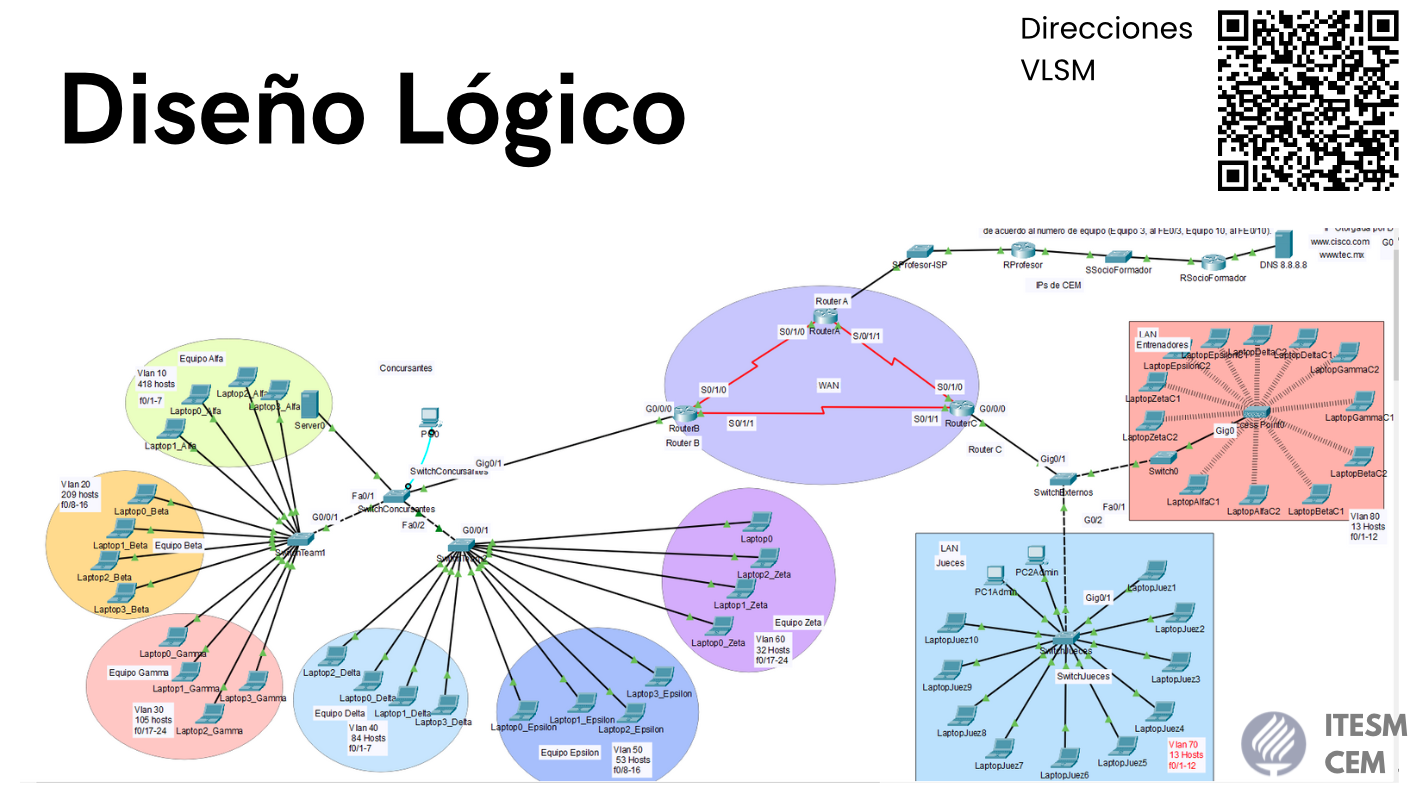 Diseño Lógico
Direcciones
VLSM
de acuerdo al numero de equipo (Equipo 3, al FE0/3, Equipo 10, al FE0/10).
www.cisco.com
G0
www.tec.mx
SProfesor-ISP
RProfesor
SSocioFormador
RSocioFormador
DNS 8.8.8.8
IPs de CEM
Router A
RouterA
S0/1/0
S/0/1/1
WAN
S0/1/0
S0/1/0
G0/0/0
G0/0/0
RouterB
S0/1/1
S0/1/1
RouterC
Router B
Router C
Concursantes
Equipo Alfa
Vlan 10
418 hosts
f0/1-7
Laptop2_Alfa
Laptop0_Alfa
Laptop3_Alfa
Laptop1_Alfa
Server0
SwitchConcursantes
Gig0/1
Fa0/1
SwitchConcursantes
Fa0/2
G0/0/1
G0/0/1
SwitchTeam1
Vlan 20
209 hosts
f0/8-16
Laptop0_Beta
Laptop1_Beta
Equipo Beta
Laptop2_Beta
Laptop3_Beta
Laptop0_Gamma
Equipo Gamma
Laptop1_Gamma
Laptop3_Gamma
Laptop2_Gamma
Vlan 30
105 hosts
f0/17-24
Laptop2_Delta
Laptop0_Delta
Equipo Delta
Laptop1_Delta
Laptop3_Delta
Vlan 40
84 Hosts
f0/1-7
Laptop3_Epsilon
Laptop0_Epsilon
Laptop1_Epsilon
Laptop2_Epsilon
Equipo Epsilon
Vlan 50
53 Hosts
f0/8-16
Laptop0
Laptop2_Zeta
Laptop1_Zeta
Laptop0_Zeta
Equipo Zeta
Vlan 60
32 Hosts
f0/17-24
LAN
Entrenadores
LaptopEpsilonC1
LaptopDeltaC2
LaptopDeltaC1
LaptopEpsilonC2
LaptopGammaC2
LaptopZetaC1
LaptopGammaC1
LaptopZetaC2
Gig0
Point0
LaptopBetaC2
Switch0
LaptopAlfaC1
LaptopAlfaC2
LaptopBetaC1
Vlan 80
13 Hosts
f0/1-12
Gig0/1
SwitchExternos
Fa0/1
G0/2
LAN
Jueces
PC2Admin
PC1Admin
Gig0/1
LaptopJuez1
LaptopJuez10
LaptopJuez2
SwitchJueces
LaptopJuez9
SwitchJueces
LaptopJuez3
LaptopJuez8
LaptopJuez4
LaptopJuez7
LaptopJuez6
LaptopJuez5
Vlan 70
13 Hosts
f0/1-12
ITESM
CEM